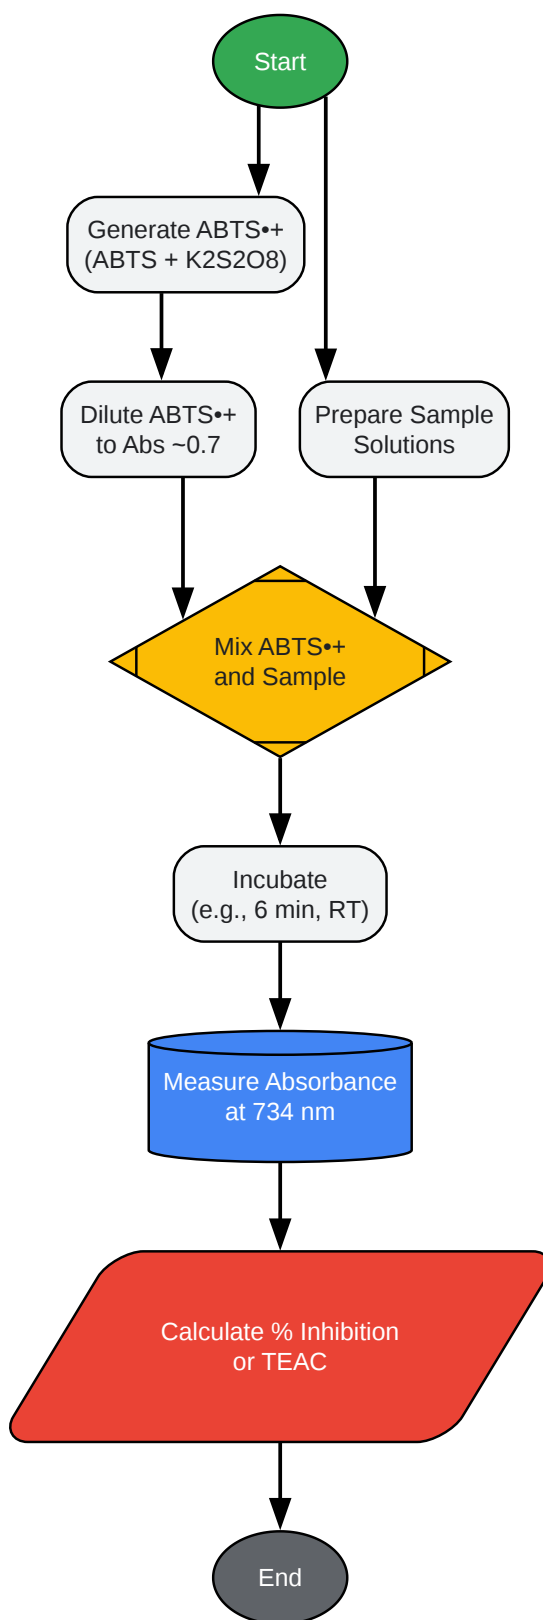 Start
Generate ABTS•+
(ABTS + K2S2O8)
Dilute ABTS•+
to Abs ~0.7
Prepare Sample
Solutions
Mix ABTS•+
and Sample
Incubate
(e.g., 6 min, RT)
Measure Absorbance
at 734 nm
Calculate % Inhibition
or TEAC
End